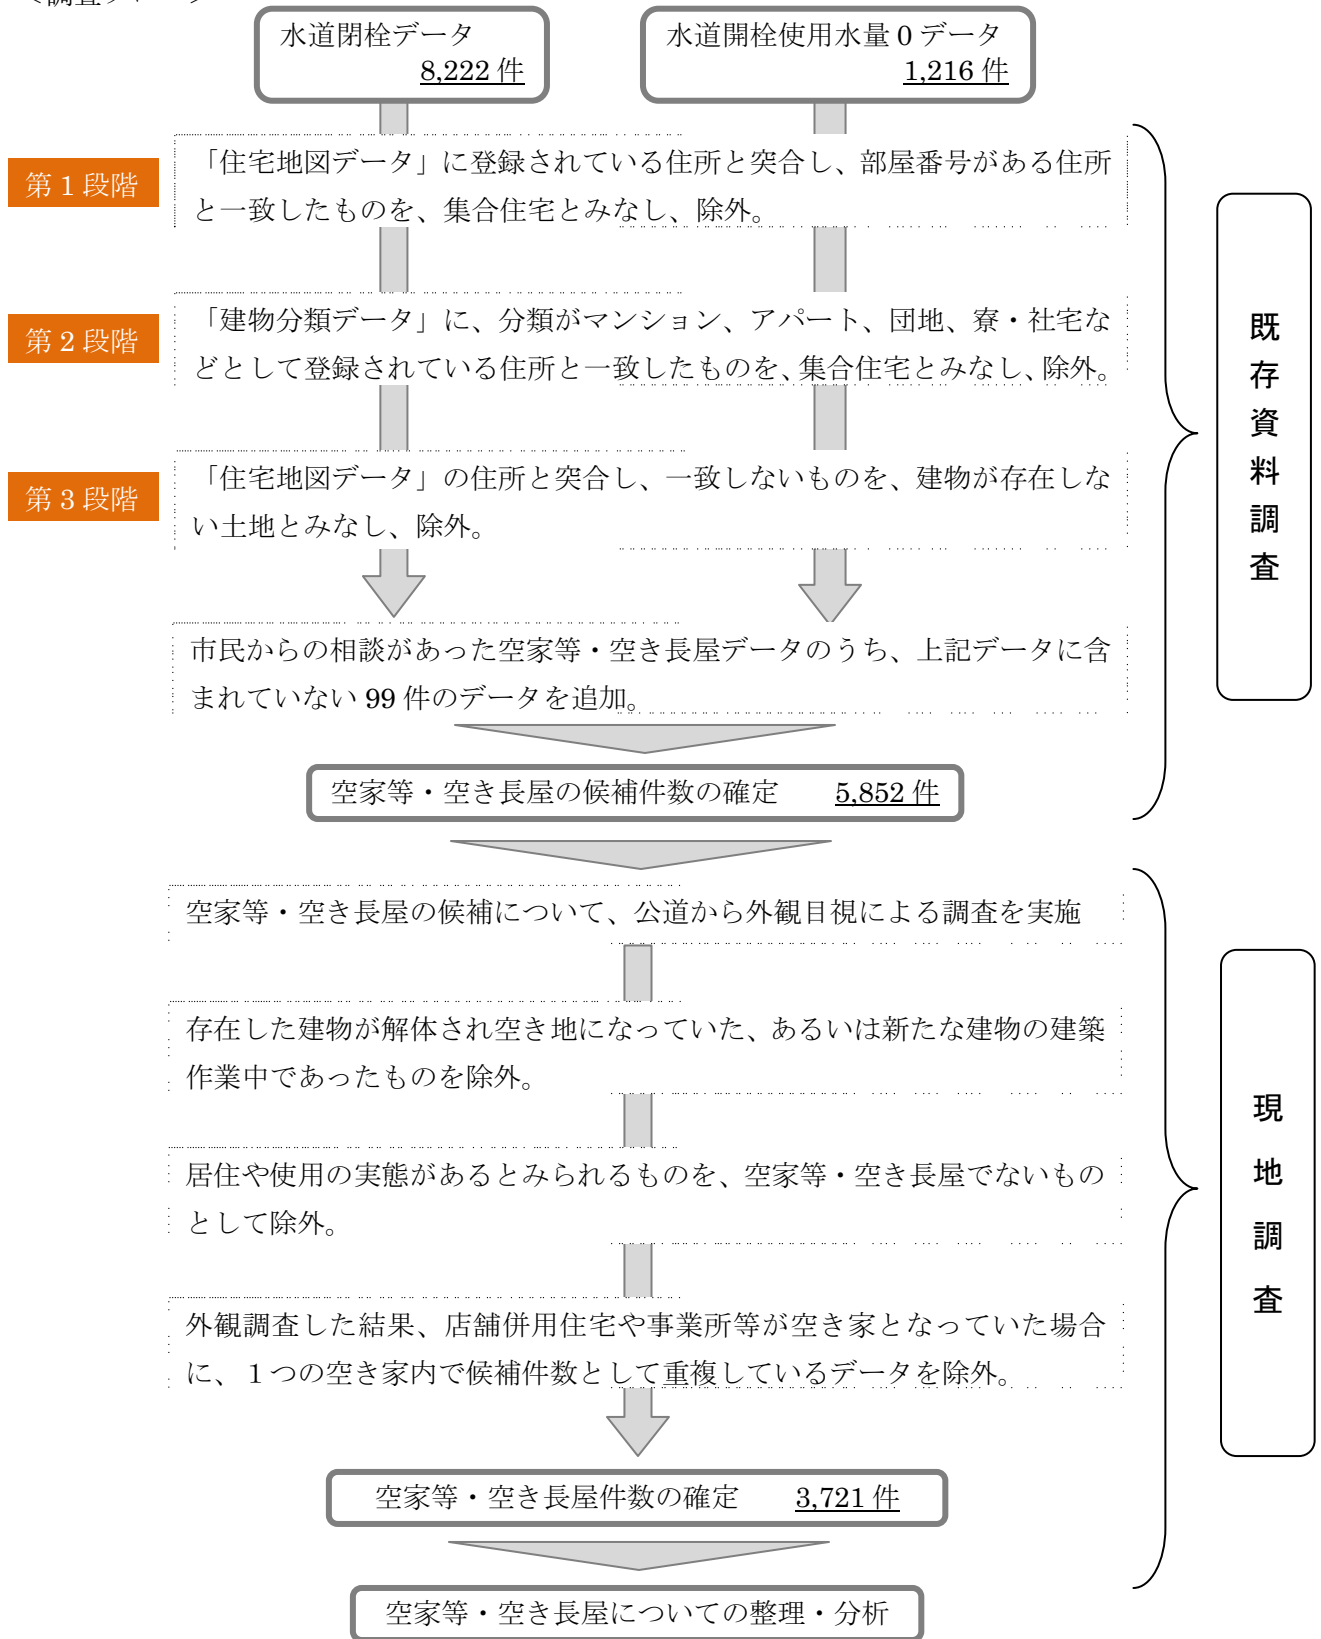 水道閉栓データ
8,222 件
水道開栓使用水量 0 データ
1,216 件
第 1 段階
「住宅地図データ」に登録されている住所と突合し、部屋番号がある住所
と一致したものを、集合住宅とみなし、除外。
第 2 段階
「建物分類データ」に、分類がマンション、アパート、団地、寮・社宅な
どとして登録されている住所と一致したものを、集合住宅とみなし、除外。
第 3 段階
「住宅地図データ」の住所と突合し、一致しないものを、建物が存在しな
い土地とみなし、除外。
市民からの相談があった空家等・空き長屋データのうち、上記データに含
まれていない 99 件のデータを追加。
空家等・空き長屋の候補件数の確定 5,852 件
既存資料調査
空家等・空き長屋の候補について、公道から外観目視による調査を実施
存在した建物が解体され空き地になっていた、あるいは新たな建物の建築
作業中であったものを除外。
居住や使用の実態があるとみられるものを、空家等・空き長屋でないもの
として除外。
外観調査した結果、店舗併用住宅や事業所等が空き家となっていた場合
に、１つの空き家内で候補件数として重複しているデータを除外。
空家等・空き長屋件数の確定 3,721 件
空家等・空き長屋についての整理・分析
現地調査